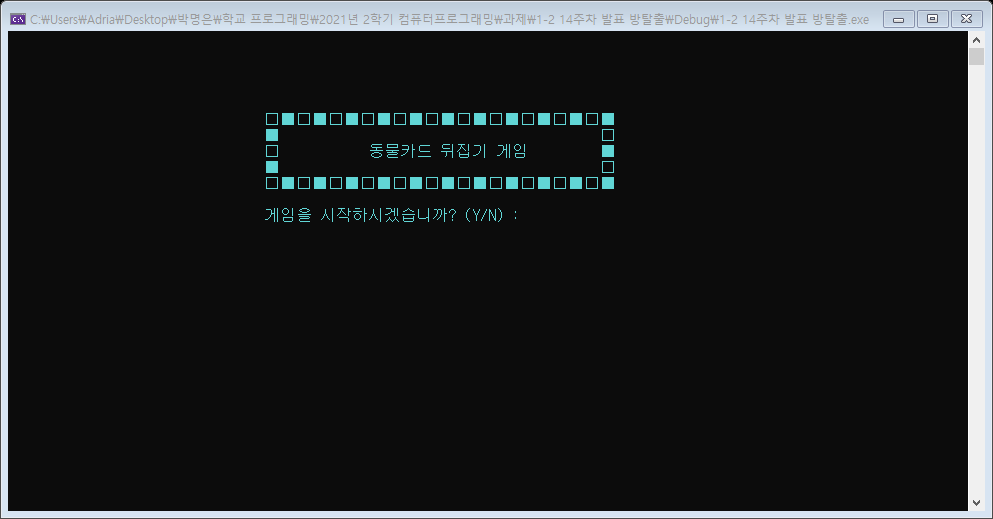 C:\Users\Adria\Desktop\박명은\학교 프로그래밍\2021년 2학기 컴퓨터프로그래밍\과제\1-2 14주차 발표 방탈출\Debug\1-2 14주차 발표 방탈출.exe
□■□■□■□■□■□■□■□■□■□■□■
■ □
□ 동물카드 뒤집기 게임 ■
■ □
□■□■□■□■□■□■□■□■□■□■□■
게임을 시작하시겠습니까? (Y/N) :